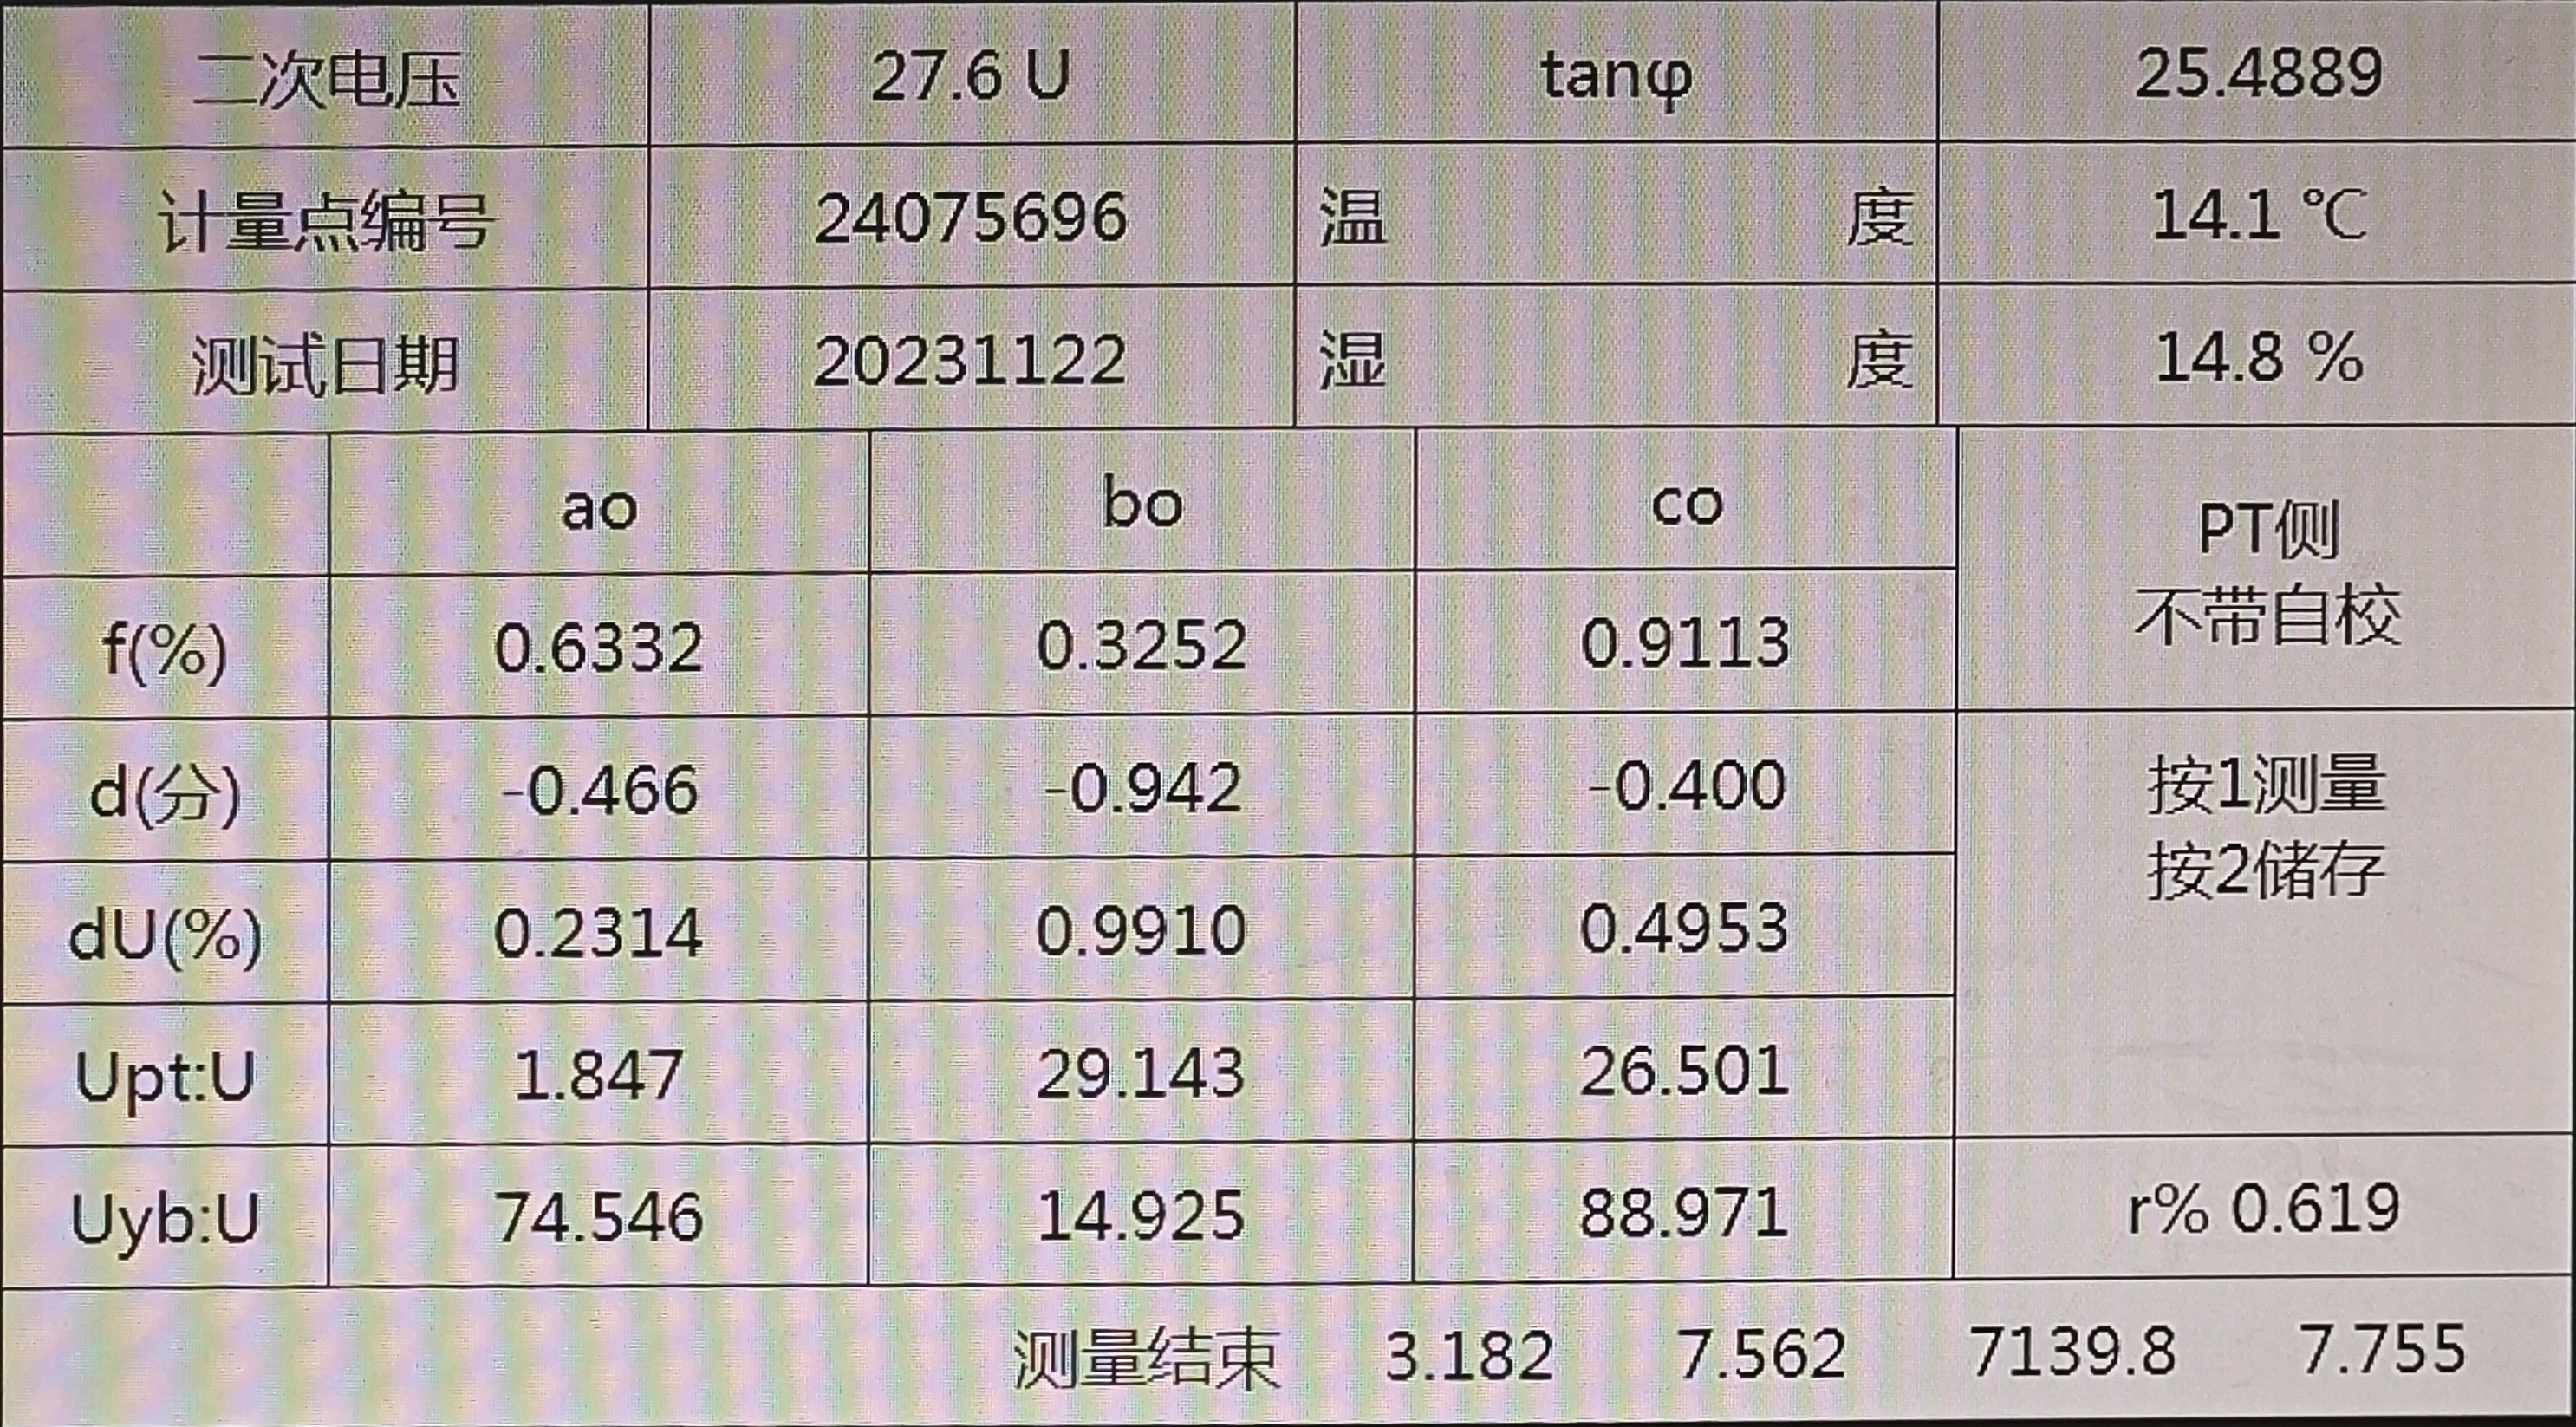 二次电压 27.6 U tanφ 25.4889
计量点编号 24075696 温 度 14.1 ℃
测试日期 20231122 湿 度 14.8 %
ao bo co
PT侧
不带自校
f(%) 0.6332 0.3252 0.9113
d(分) -0.466 -0.942 -0.400
按1测量
按2储存
dU(%) 0.2314 0.9910 0.4953
Upt:U 1.847 29.143 26.501
Uyb:U 74.546 14.925 88.971 r% 0.619
测量结束 3.182 7.562 7139.8 7.755